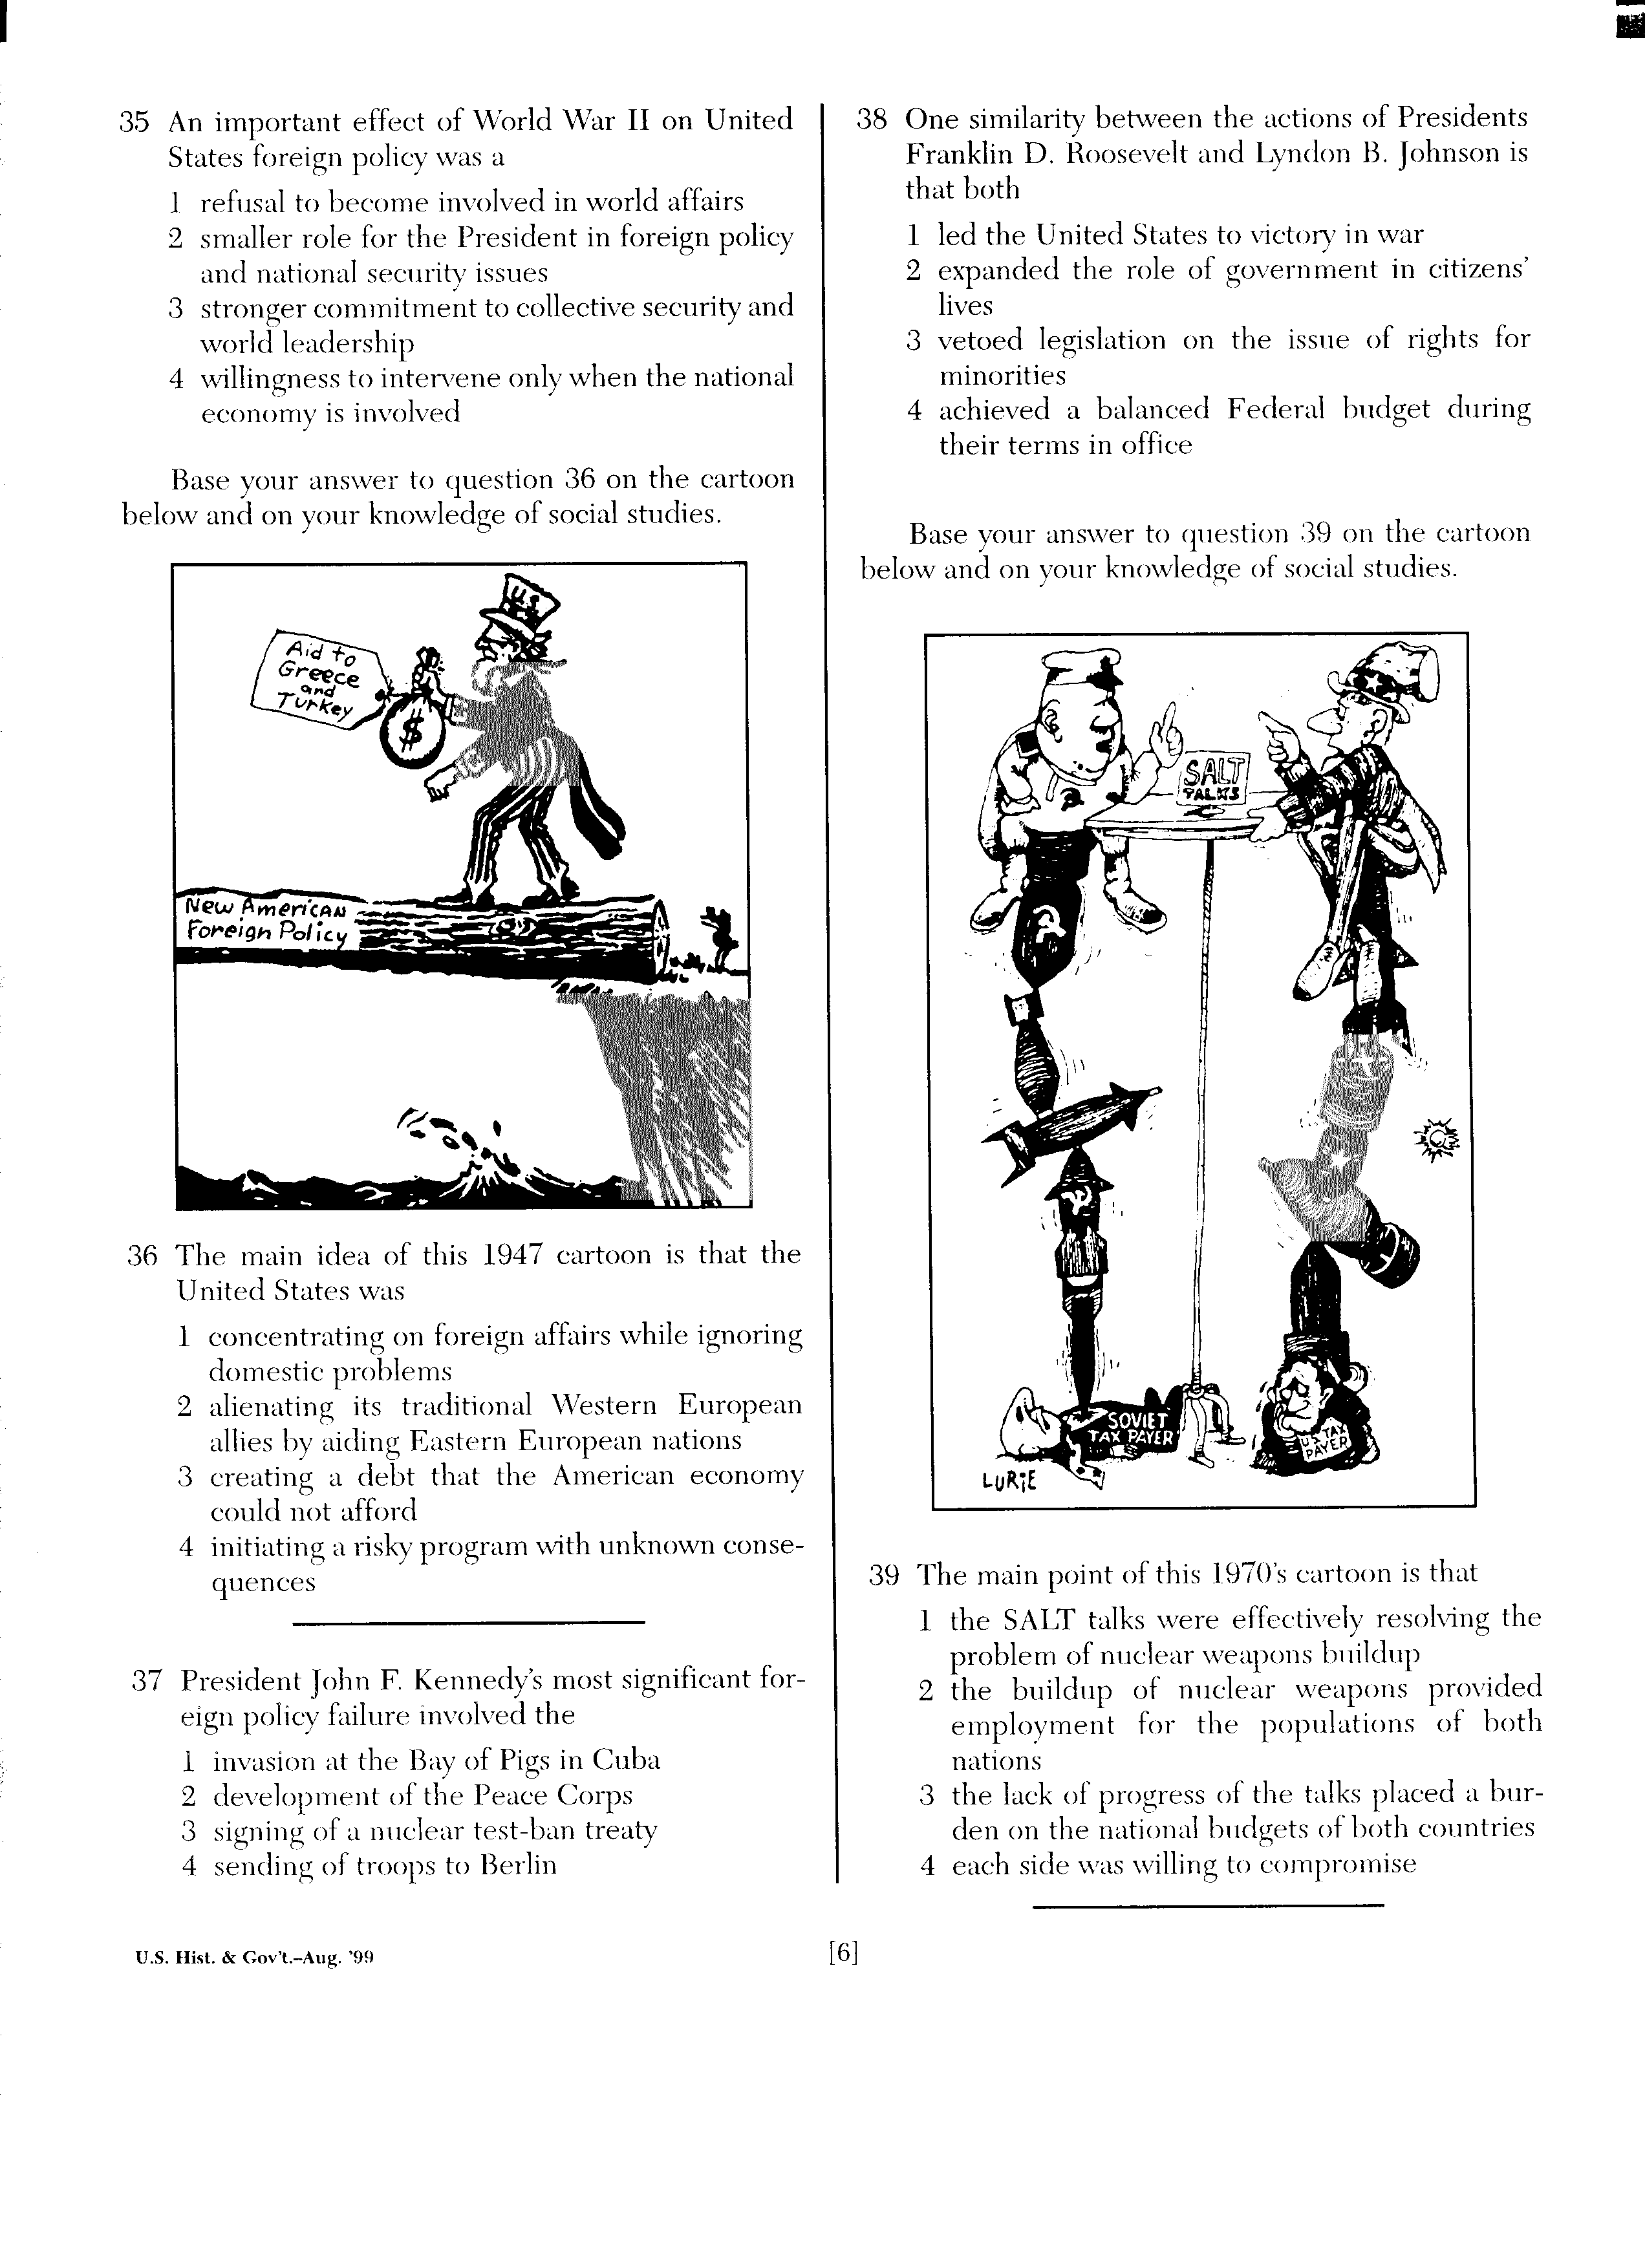 35 An important effect of World War II on United
States foreign policy was a
1 refusal to become involved in world affairs
2 smaller role for the President in foreign policy
and national security issues
3 stronger commitment to collective security and
world leadership
4 willingness to intervene only when the national
economy is involved
Base your answer to question 36 on the cartoon
below and on your knowledge of social studies.
U.S.
Aid to
Greece
and
Turkey
$
New American
Foreign Policy
36 The main idea of this 1947 cartoon is that the
United States was
1 concentrating on foreign affairs while ignoring
domestic problems
2 alienating its traditional Western European
allies by aiding Eastern European nations
3 creating a debt that the American economy
could not afford
4 initiating a risky program with unknown conse-
quences
37 President John F. Kennedy's most significant for-
eign policy failure involved the
1 invasion at the Bay of Pigs in Cuba
2 development of the Peace Corps
3 signing of a nuclear test-ban treaty
4 sending of troops to Berlin
38 One similarity between the actions of Presidents
Franklin D. Roosevelt and Lyndon B. Johnson is
that both
1 led the United States to victory in war
2 expanded the role of government in citizens'
lives
3 vetoed legislation on the issue of rights for
minorities
4 achieved a balanced Federal budget during
their terms in office
Base your answer to question 39 on the cartoon
below and on your knowledge of social studies.
SALT
TALKS
SOVIET
TAX PAYER
U.S. TAX
PAYER
LURIE
39 The main point of this 1970's cartoon is that
1 the SALT talks were effectively resolving the
problem of nuclear weapons buildup
2 the buildup of nuclear weapons provided
employment for the populations of both
nations
3 the lack of progress of the talks placed a bur-
den on the national budgets of both countries
4 each side was willing to compromise
U.S. Hist. & Gov't.–Aug. '99
[6]